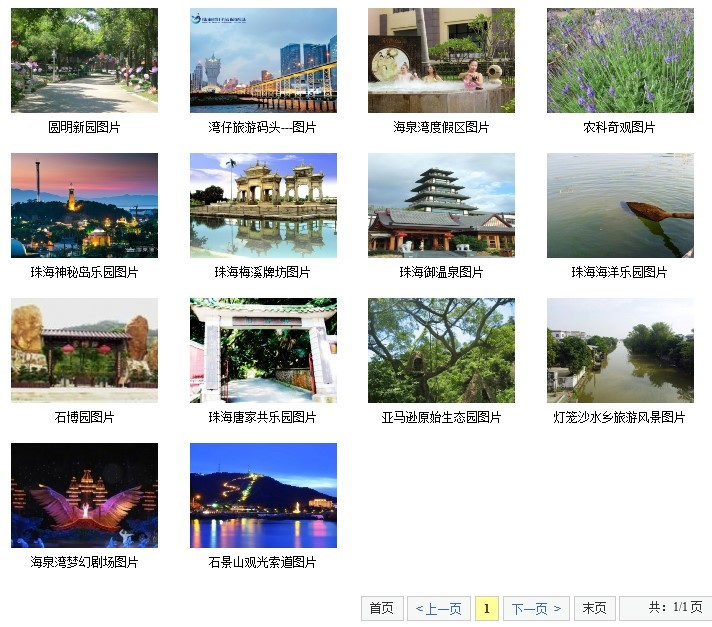 圆明新园图片
湾仔旅游码头---图片
海泉湾度假区图片
农科奇观图片
珠海神秘岛乐园图片
珠海梅溪牌坊图片
珠海御温泉图片
珠海海洋乐园图片
石博园图片
珠海唐家共乐园图片
亚马逊原始生态园图片
灯笼沙水乡旅游风景图片
海泉湾梦幻剧场图片
石景山观光索道图片
首页 < 上一页 1 下一页 > 末页 共：1/1 页